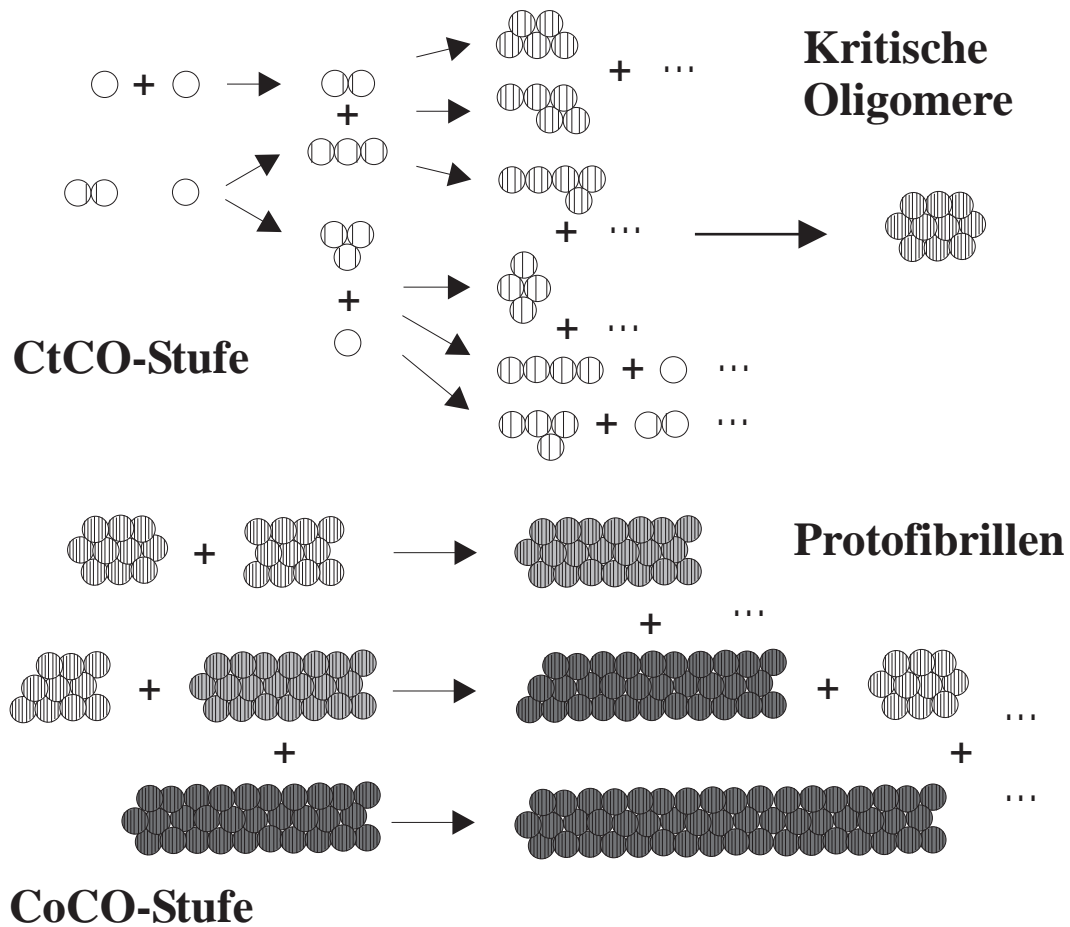 Kritische
Oligomere
CtCO-Stufe
Protofibrillen
CoCO-Stufe